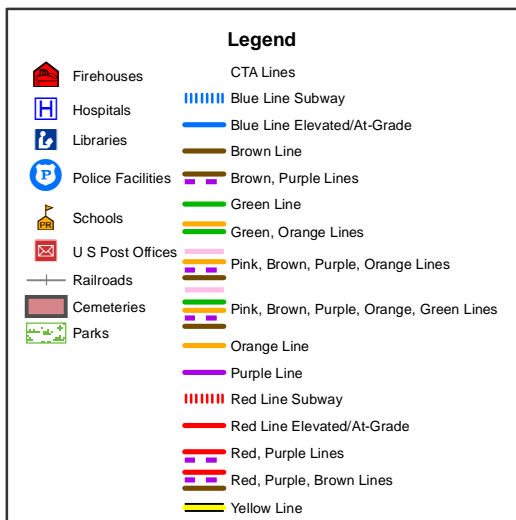 Legend
Firehouses
H
Hospitals
Libraries
P
Police Facilities
PR
Schools
U S Post Offices
Railroads
Cemeteries
Parks
CTA Lines
Blue Line Subway
Blue Line Elevated/At-Grade
Brown Line
Brown, Purple Lines
Green Line
Green, Orange Lines
Pink, Brown, Purple, Orange Lines
Pink, Brown, Purple, Orange, Green Lines
Orange Line
Purple Line
Red Line Subway
Red Line Elevated/At-Grade
Red, Purple Lines
Red, Purple, Brown Lines
Yellow Line